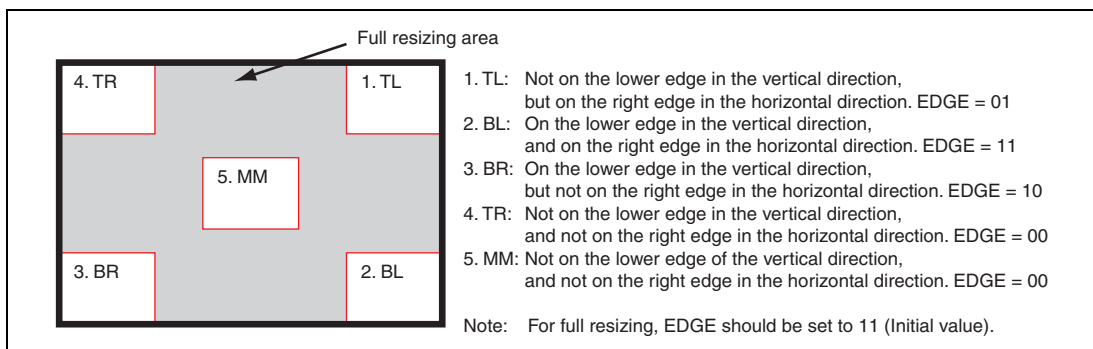 Full resizing area
4. TR
1. TL
5. MM
3. BR
2. BL
1. TL: Not on the lower edge in the vertical direction,
but on the right edge in the horizontal direction. EDGE = 01
2. BL: On the lower edge in the vertical direction,
and on the right edge in the horizontal direction. EDGE = 11
3. BR: On the lower edge in the vertical direction,
but not on the right edge in the horizontal direction. EDGE = 10
4. TR: Not on the lower edge in the vertical direction,
and not on the right edge in the horizontal direction. EDGE = 00
5. MM: Not on the lower edge of the vertical direction,
and not on the right edge in the horizontal direction. EDGE = 00
Note: For full resizing, EDGE should be set to 11 (Initial value).